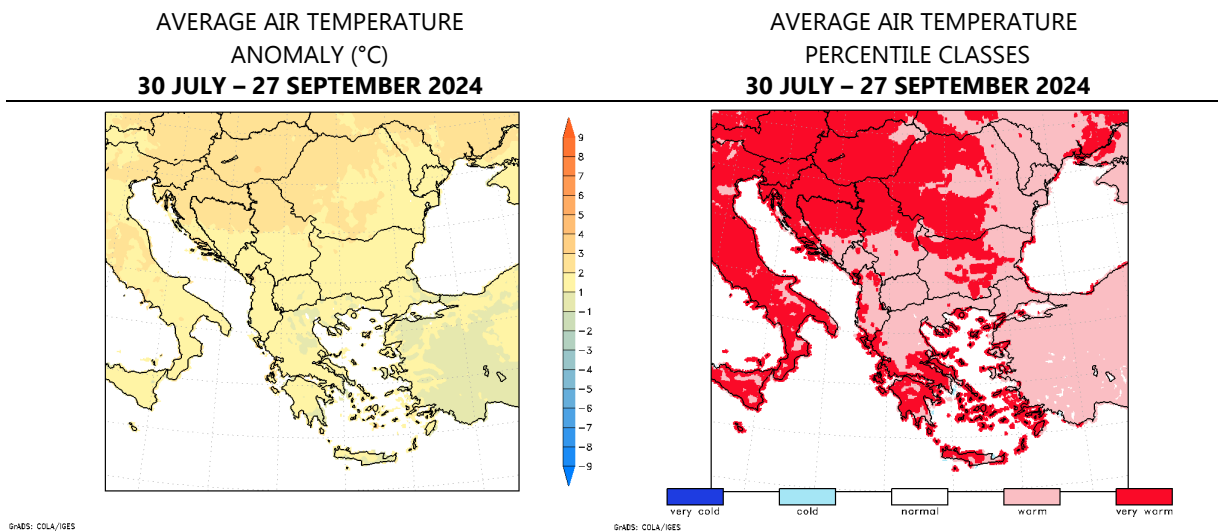 AVERAGE AIR TEMPERATURE
ANOMALY (°C)
30 JULY – 27 SEPTEMBER 2024
AVERAGE AIR TEMPERATURE
PERCENTILE CLASSES
30 JULY – 27 SEPTEMBER 2024
9
8
7
6
5
4
3
2
1
−1
−2
−3
−4
−5
−6
−7
−8
−9
very cold
cold
normal
warm
very warm
GrADS: COLA/IGES
GrADS: COLA/IGES